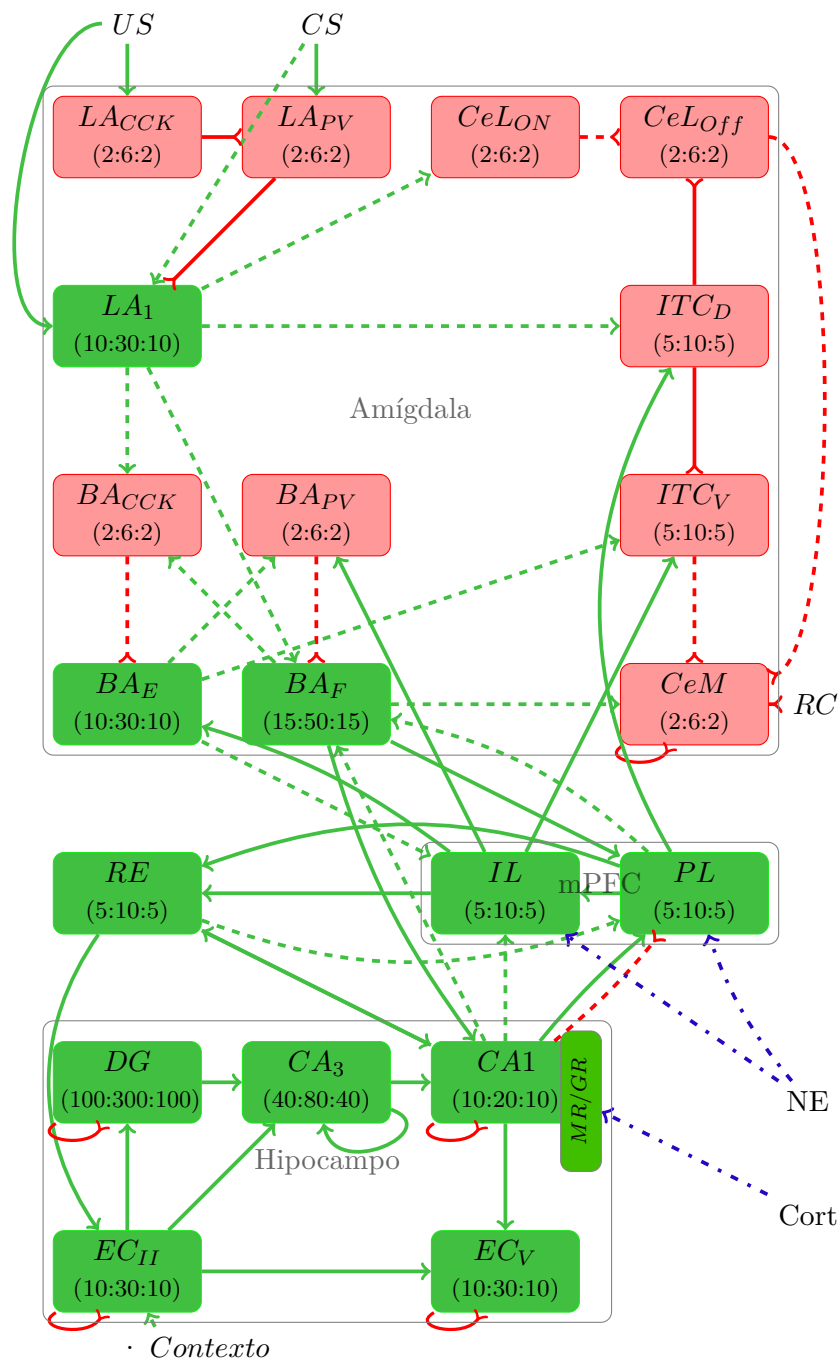 US CS
LA_CCK LA_PV CeL_ON CeL_Off
(2:6:2) (2:6:2) (2:6:2) (2:6:2)
LA_1 ITC_D
(10:30:10) (5:10:5)
Amígdala
BA_CCK BA_PV ITC_V
(2:6:2) (2:6:2) (5:10:5)
BA_E BA_F CeM
(10:30:10) (15:50:15) (2:6:2)
RC
RE IL mPFC PL
(5:10:5) (5:10:5) (5:10:5)
DG CA_3 CA1
(100:300:100) (40:80:40) (10:20:10)
MR/GR
NE
Hipocampo
Cort
EC_II EC_V
(10:30:10) (10:30:10)
· Contexto